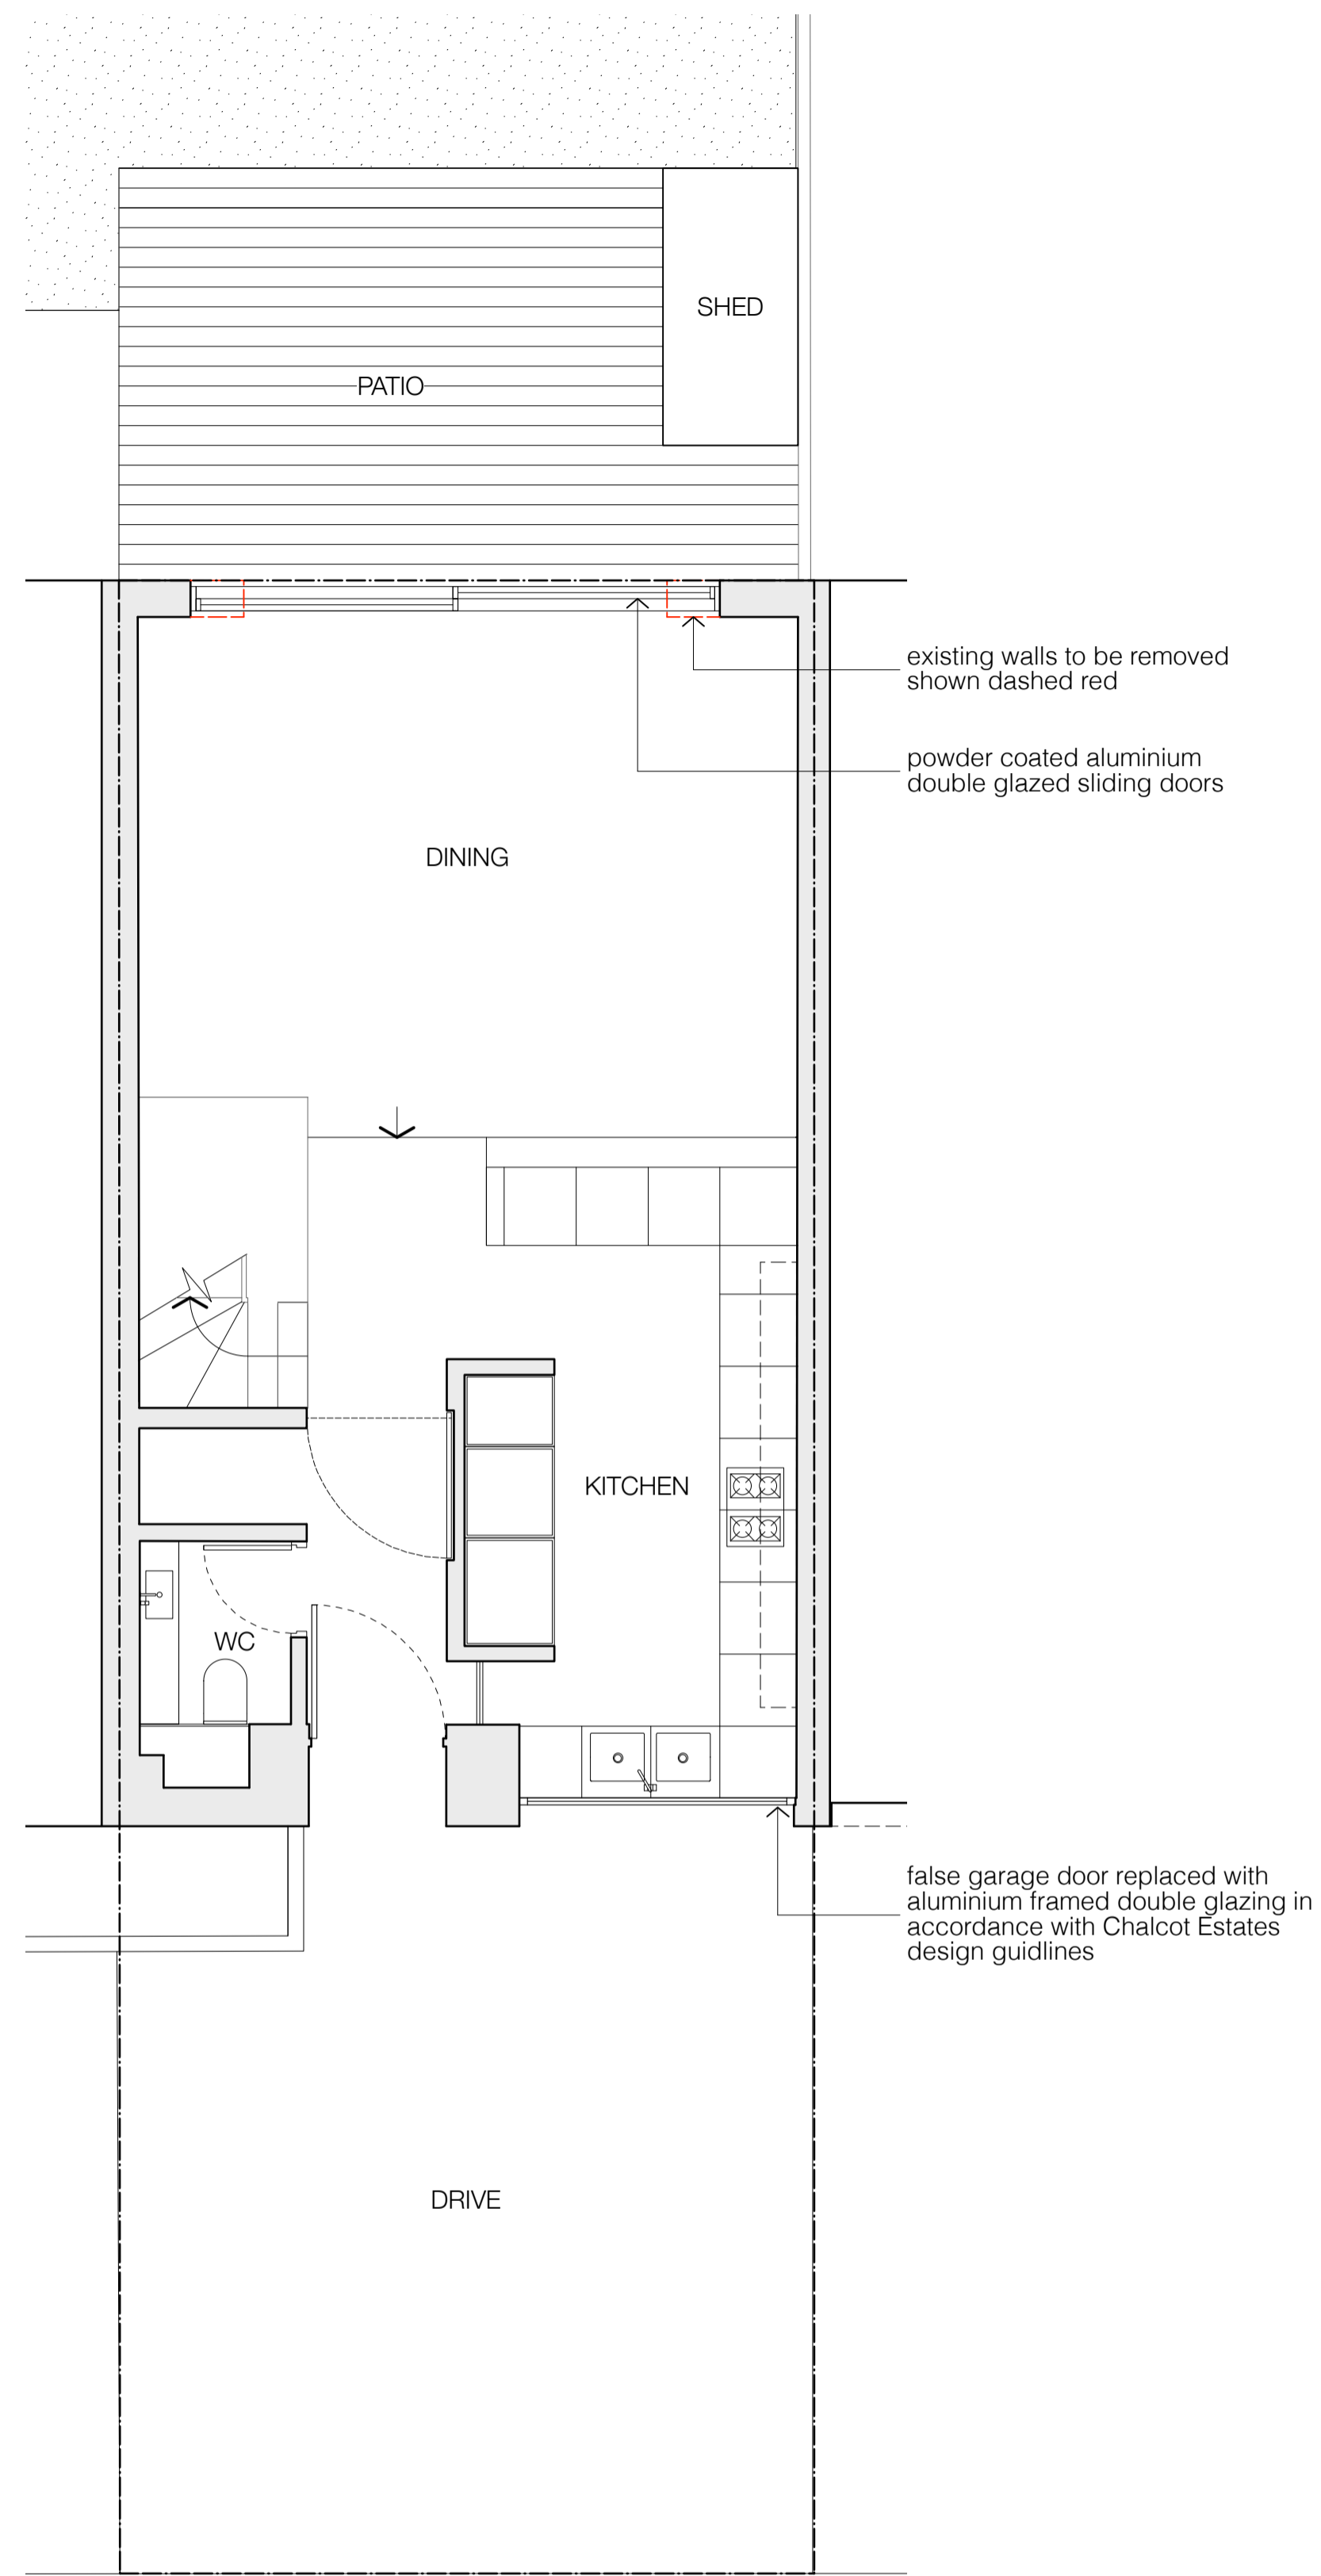 SHED
PATIO
existing walls to be removed
shown dashed red
powder coated aluminium
double glazed sliding doors
DINING
KITCHEN
WC
false garage door replaced with
aluminium framed double glazing in
accordance with Chalcot Estates
design guidlines
DRIVE